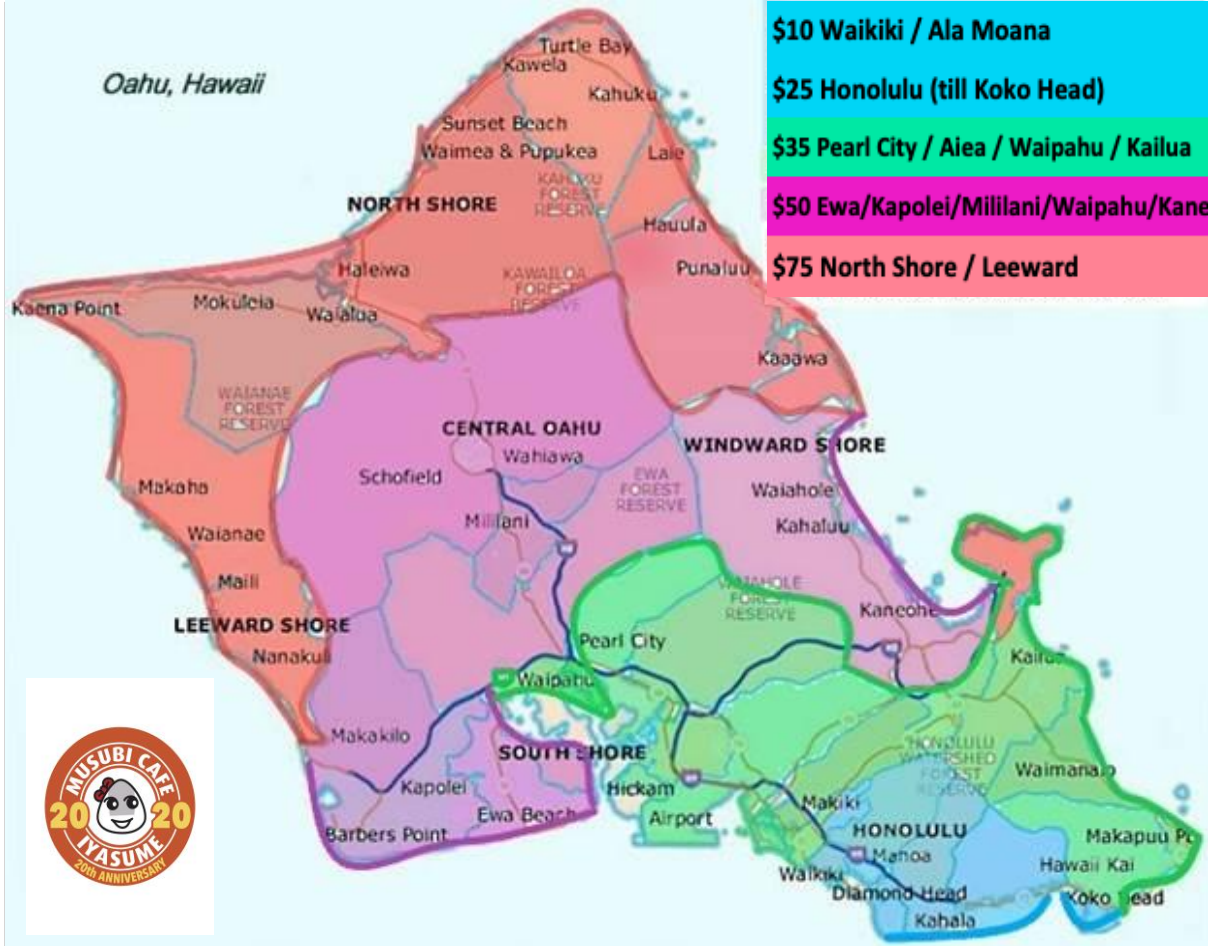 Oahu, Hawaii
$10 Waikiki / Ala Moana
$25 Honolulu (till Koko Head)
$35 Pearl City / Aiea / Waipahu / Kailua
$50 Ewa/Kapolei/Mililani/Waipahu/Kane
$75 North Shore / Leeward
Turtle Bay
Kawela
Kahuku
Sunset Beach
Waimea & Pupukea
Laie
KAHUKU
FOREST
RESERVE
NORTH SHORE
Hauula
Punaluu
Haleiwa
KAWAILOA
FOREST
RESERVE
Kaena Point
Mokuleia
Waialua
Kaaawa
WAIANAE
FOREST
RESERVE
CENTRAL OAHU
WINDWARD SHORE
Wahiawa
Schofield
EWA
FOREST
RESERVE
Makaha
Waiahole
Mililani
Kahaluu
Waianae
Maili
WAIAHOLE
FOREST
RESERVE
Kaneohe
LEEWARD SHORE
Pearl City
Nanakuli
Kailua
Waipahu
Makakilo
SOUTH SHORE
HONOLULU
WATERSHED
FOREST
RESERVE
Waimanalo
Kapolei
Hickam
Ewa Beach
Airport
Makiki
Barbers Point
HONOLULU
Makapuu Po
Manoa
Hawaii Kai
Waikiki
Diamond Head
Koko Head
Kahala
MUSUBI CAFE
20 20
IYASUME
20th ANNIVERSARY